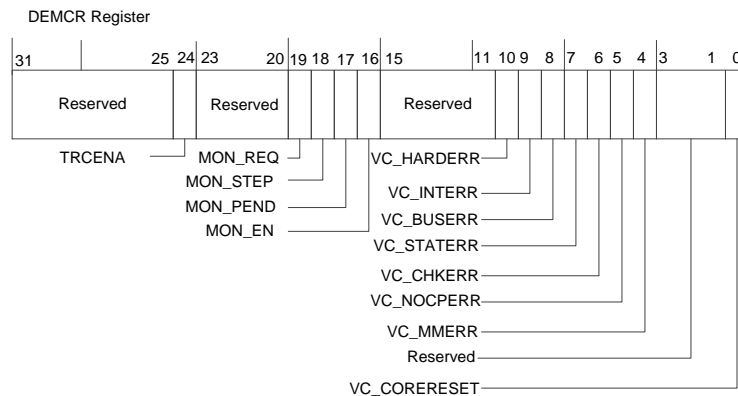 DEMCR Register
31 25 24 23 20 19 18 17 16 15 11 10 9 8 7 6 5 4 3 1 0
Reserved Reserved Reserved
TRCENA MON_REQ VC_HARDERR
MON_STEP
VC_INTERR
MON_PEND
VC_BUSERR
MON_EN
VC_STATERR
VC_CHKERR
VC_NOCPERR
VC_MMERR
Reserved
VC_CORERESET